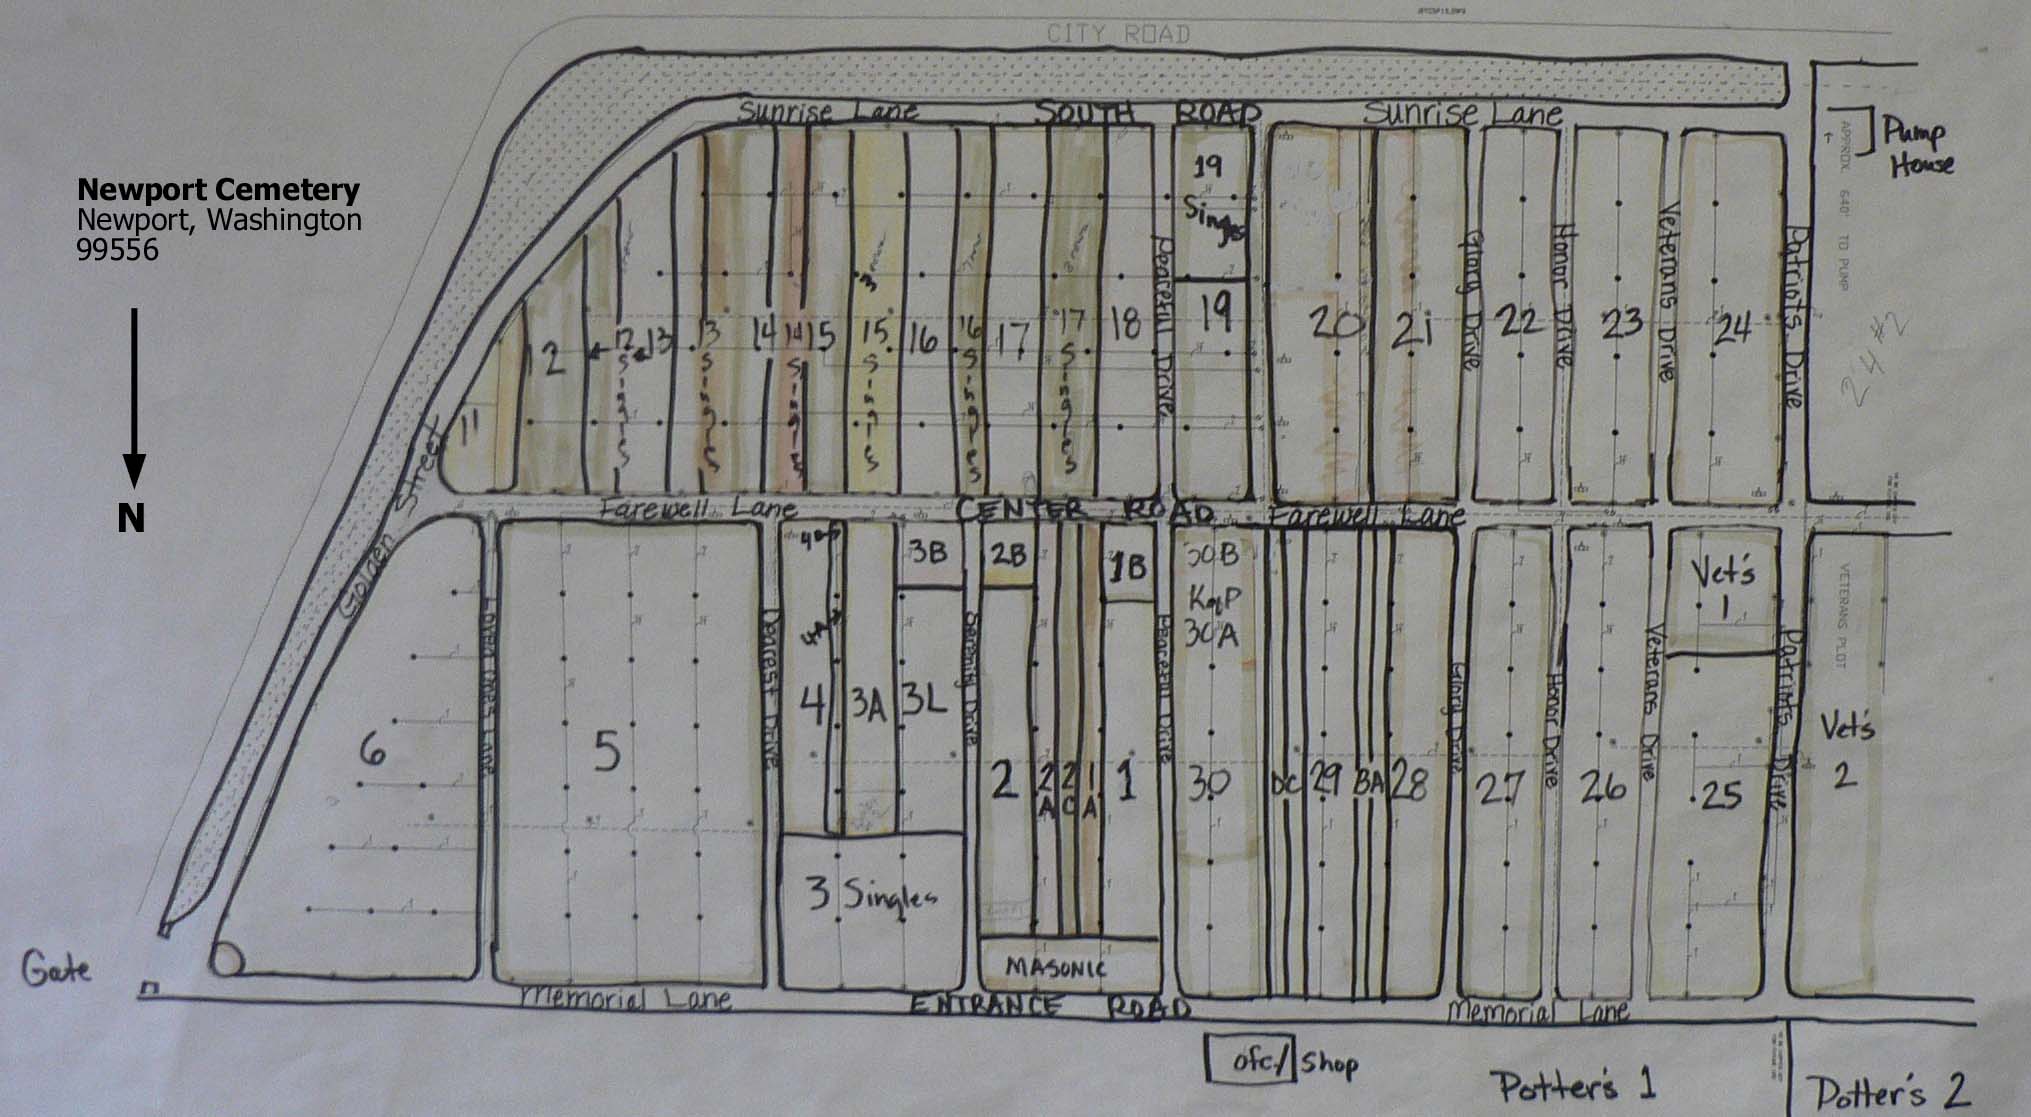 CITY ROAD
Sunrise Lane SOUTH ROAD Sunrise Lane
Pump
House
APPROX. 640' TO PUMP
24 #2
Newport Cemetery
Newport, Washington
99556
N
19
Singles
19
11
12
12 Singles
13
13 Singles
14
14 Singles
15
15 Singles
16
16 Singles
17
17 Singles
18
Peaceful Drive
20
21
Glory Drive
22
Honor Drive
23
Veterans Drive
24
Patriots Drive
Golden Street
Farewell Lane CENTER ROAD Farewell Lane
6
Loved Ones Lane
5
Dearest Drive
4B
4A
4
3A
3B
3L
3 Singles
Serenity Drive
2B
2
2A
2C
1A
1B
1
MASONIC
Peaceful Drive
30B
K of P
30A
30
DC
29
BA
28
Glory Drive
27
Honor Drive
26
Veterans Drive
Vet's
1
25
Patriots Drive
VETERANS PLOT
Vet's
2
Gate
Memorial Lane ENTRANCE ROAD Memorial Lane
ofc/ Shop
Potter's 1
Potter's 2